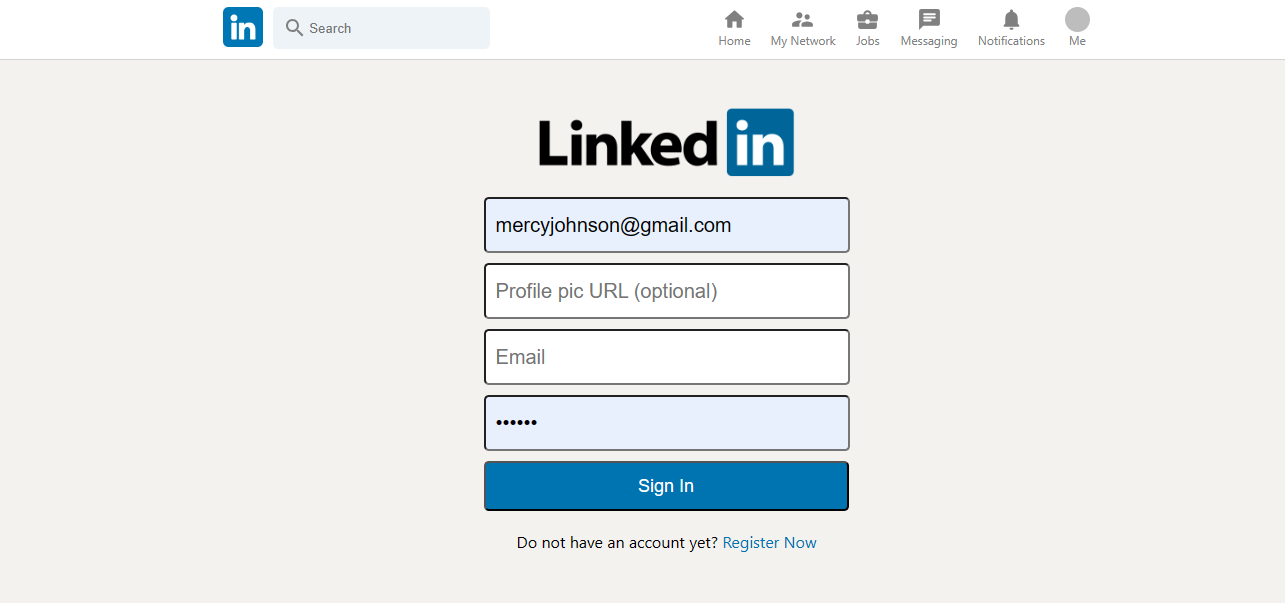 in Search Home My Network Jobs Messaging Notifications Me
Linked in
mercyjohnson@gmail.com
Profile pic URL (optional)
Email
••••••
Sign In
Do not have an account yet? Register Now